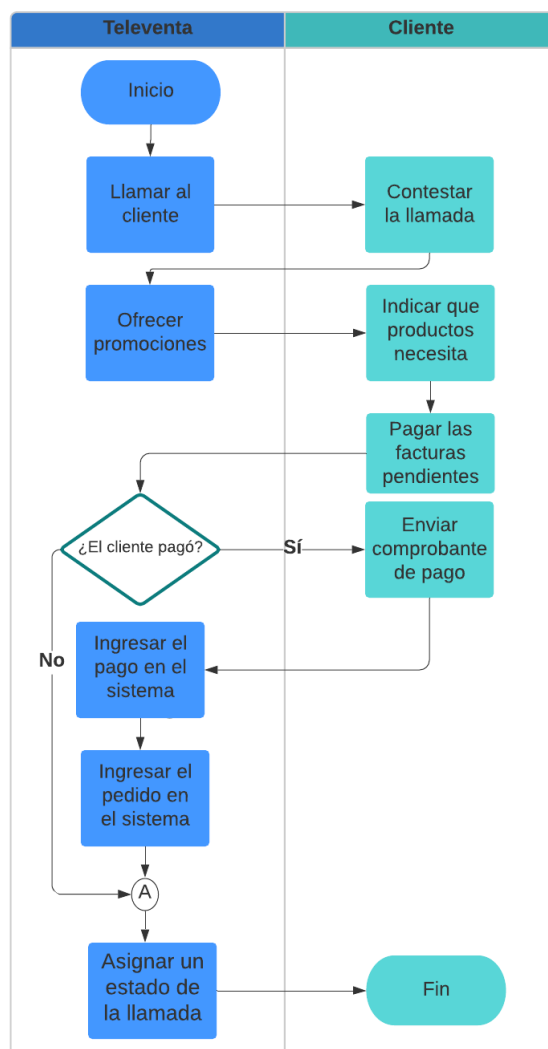 Televenta
Cliente
Inicio
Llamar al
cliente
Contestar
la llamada
Ofrecer
promociones
Indicar que
productos
necesita
Pagar las
facturas
pendientes
¿El cliente pagó?
Sí
Enviar
comprobante
de pago
No
Ingresar el
pago en el
sistema
Ingresar el
pedido en
el sistema
A
Asignar un
estado de
la llamada
Fin